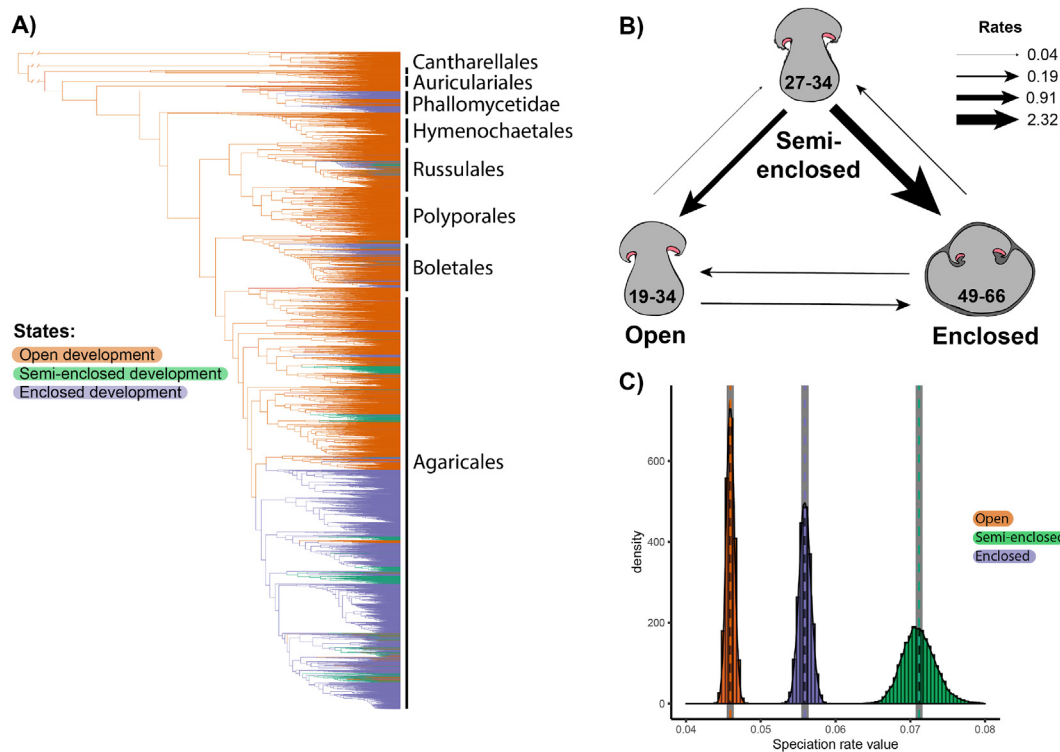 A)
Cantharellales
Auriculariales
Phallomycetidae
Hymenochaetales
Russulales
Polyporales
Boletales
Agaricales
States:
Open development
Semi-enclosed development
Enclosed development
B)
27-34
Semi-
enclosed
19-34
Open
49-66
Enclosed
Rates
0.04
0.19
0.91
2.32
C)
density
600
400
200
0
0.04 0.05 0.06 0.07 0.08
Speciation rate value
Open
Semi-enclosed
Enclosed